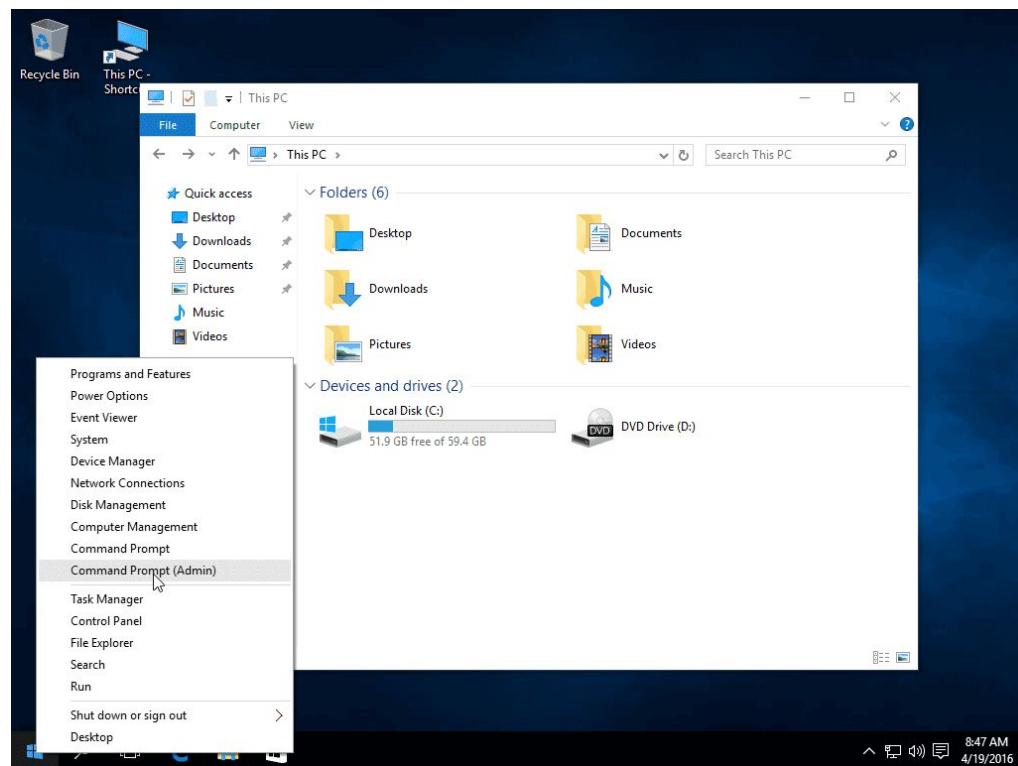 Recycle Bin
This PC -
Shortc
This PC
File
Computer
View
?
This PC
Search This PC
Quick access
Desktop
Downloads
Documents
Pictures
Music
Videos
Folders (6)
Desktop
Documents
Downloads
Music
Pictures
Videos
Devices and drives (2)
Local Disk (C:)
51.9 GB free of 59.4 GB
DVD
DVD Drive (D:)
Programs and Features
Power Options
Event Viewer
System
Device Manager
Network Connections
Disk Management
Computer Management
Command Prompt
Command Prompt (Admin)
Task Manager
Control Panel
File Explorer
Search
Run
Shut down or sign out
Desktop
8:47 AM
4/19/2016